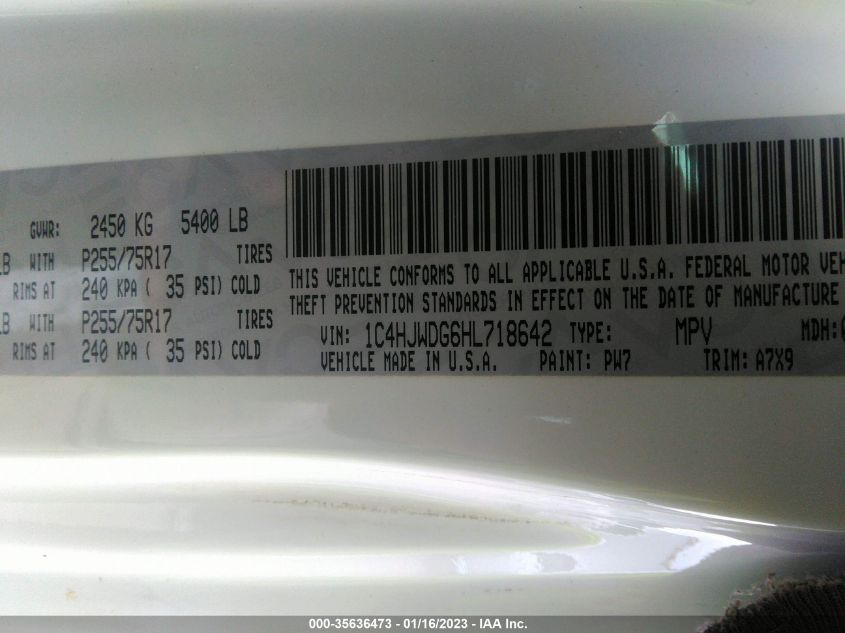 GVWR: 2450 KG 5400 LB
LB WITH P255/75R17 TIRES
RIMS AT 240 KPA ( 35 PSI) COLD
LB WITH P255/75R17 TIRES
RIMS AT 240 KPA ( 35 PSI) COLD
THIS VEHICLE CONFORMS TO ALL APPLICABLE U.S.A. FEDERAL MOTOR VEH
THEFT PREVENTION STANDARDS IN EFFECT ON THE DATE OF MANUFACTURE
VIN: 1C4HJWDG6HL718642 TYPE: MPV MDH:
VEHICLE MADE IN U.S.A. PAINT: PW7 TRIM: A7X9
000-35636473 - 01/16/2023 - IAA Inc.